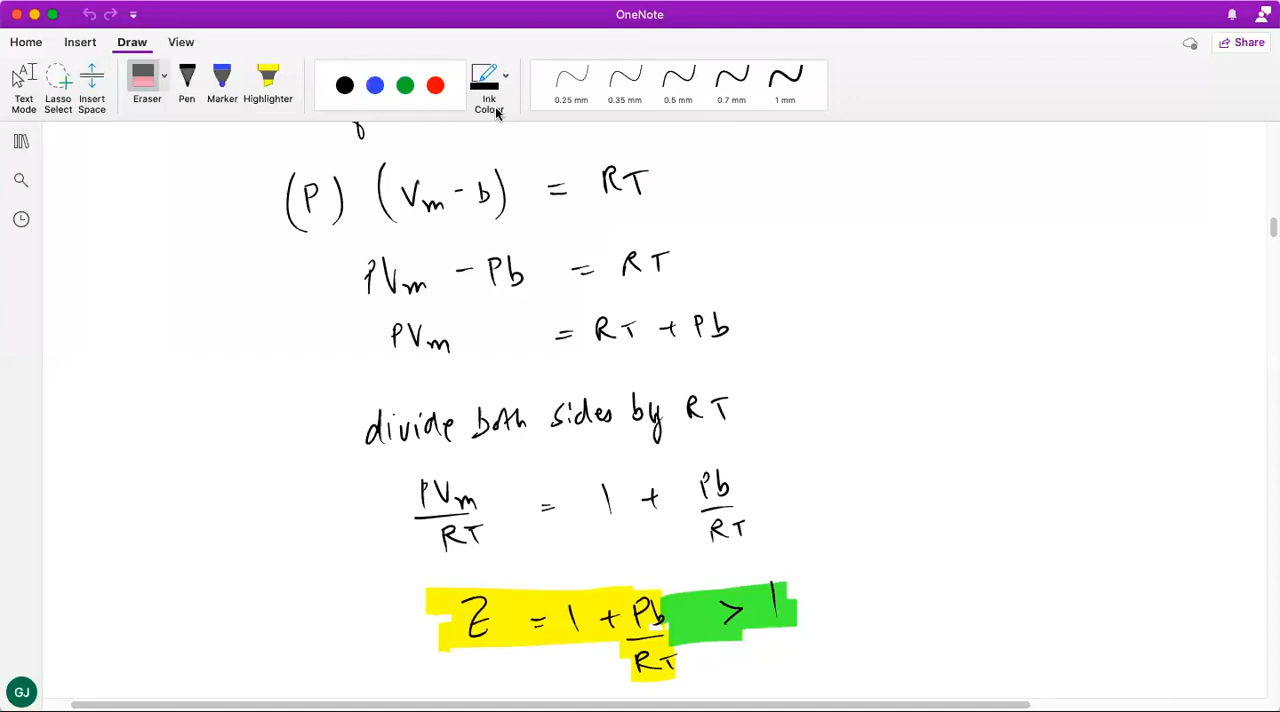 OneNote
Home Insert Draw View
Share
Text Mode Lasso Select Insert Space Eraser Pen Marker Highlighter Ink Colour 0.25 mm 0.35 mm 0.5 mm 0.7 mm 1 mm
(P) (Vm - b) = RT
PVm - Pb = RT
PVm = RT + Pb
divide both sides by RT
PVm/RT = 1 + Pb/RT
Z = 1 + Pb/RT > 1
GJ